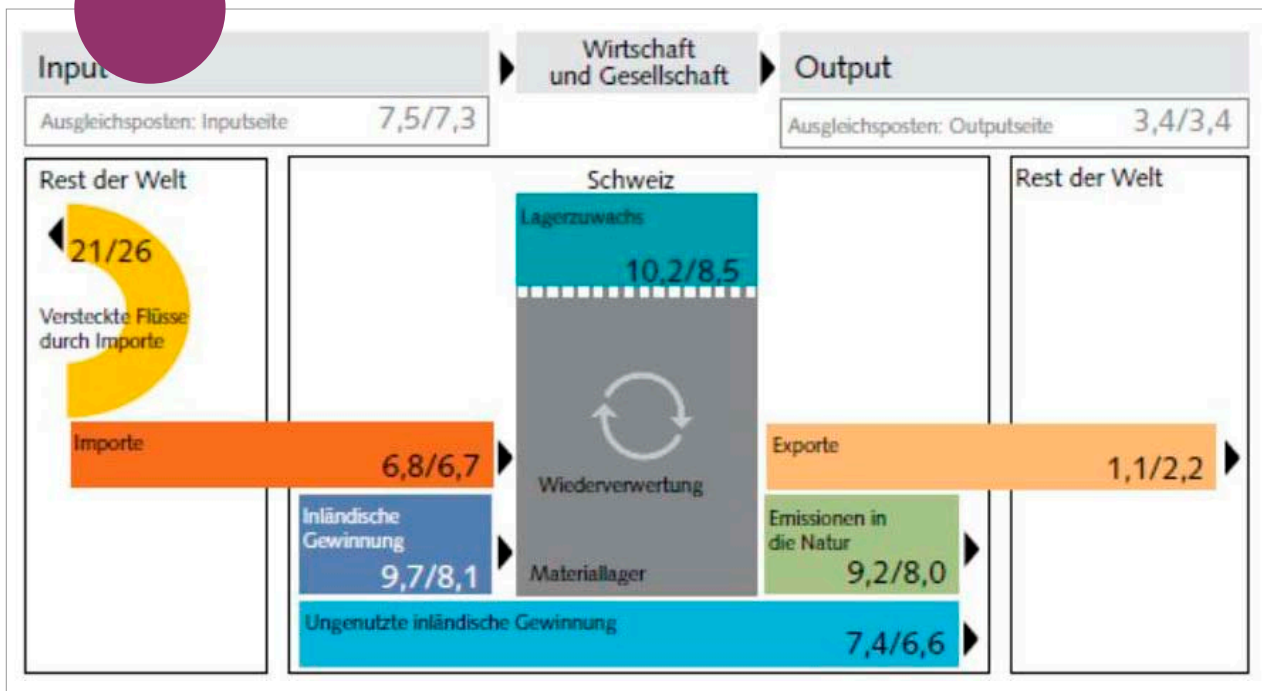 Input
Wirtschaft
und Gesellschaft
Output
Ausgleichsposten: Inputseite 7,5/7,3
Ausgleichsposten: Outputseite 3,4/3,4
Rest der Welt
Schweiz
Rest der Welt
Lagerzuwachs
10,2/8,5
21/26
Versteckte Flüsse
durch Importe
Importe
6,8/6,7
Wiederverwertung
Exporte
1,1/2,2
Inländische
Gewinnung
9,7/8,1
Materiallager
Emissionen in
die Natur
9,2/8,0
Ungenutzte inländische Gewinnung
7,4/6,6